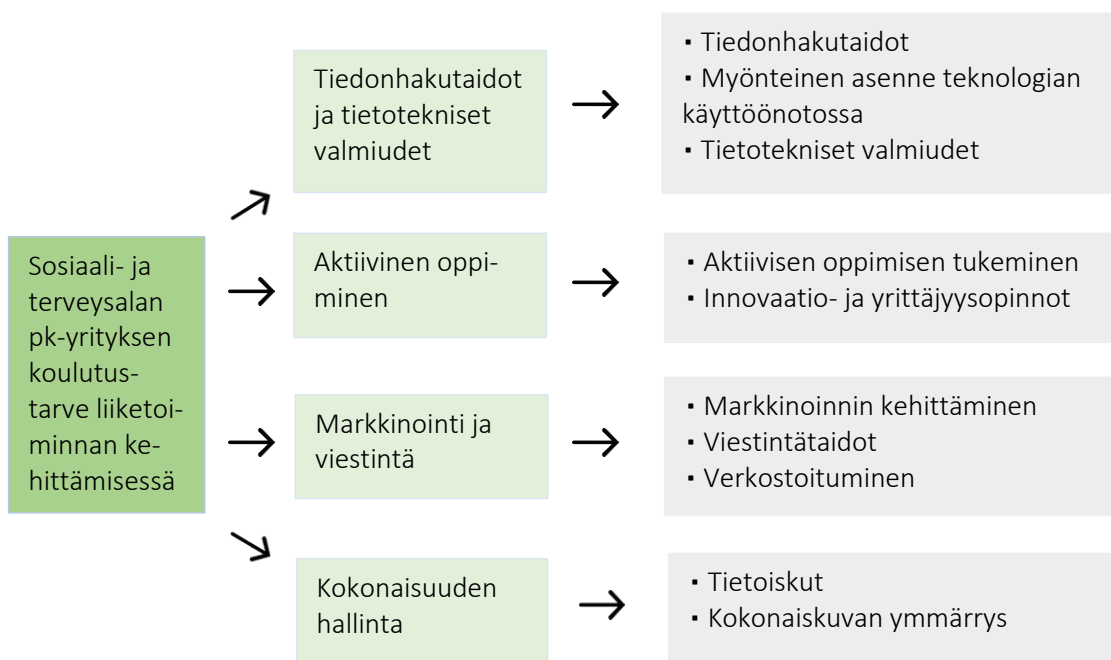 Sosiaali- ja
terveysalan
pk-yrityksen
koulutus-
tarve liiketoi-
minnan ke-
hittämisessä
Tiedonhakutaidot
ja tietotekniset
valmiudet
▪ Tiedonhakutaidot
▪ Myönteinen asenne teknologian
käyttöönotossa
▪ Tietotekniset valmiudet
Aktiivinen oppi-
minen
▪ Aktiivisen oppimisen tukeminen
▪ Innovaatio- ja yrittäjyysopinnot
Markkinointi ja
viestintä
▪ Markkinoinnin kehittäminen
▪ Viestintätaidot
▪ Verkostoituminen
Kokonaisuuden
hallinta
▪ Tietoiskut
▪ Kokonaiskuvan ymmärrys